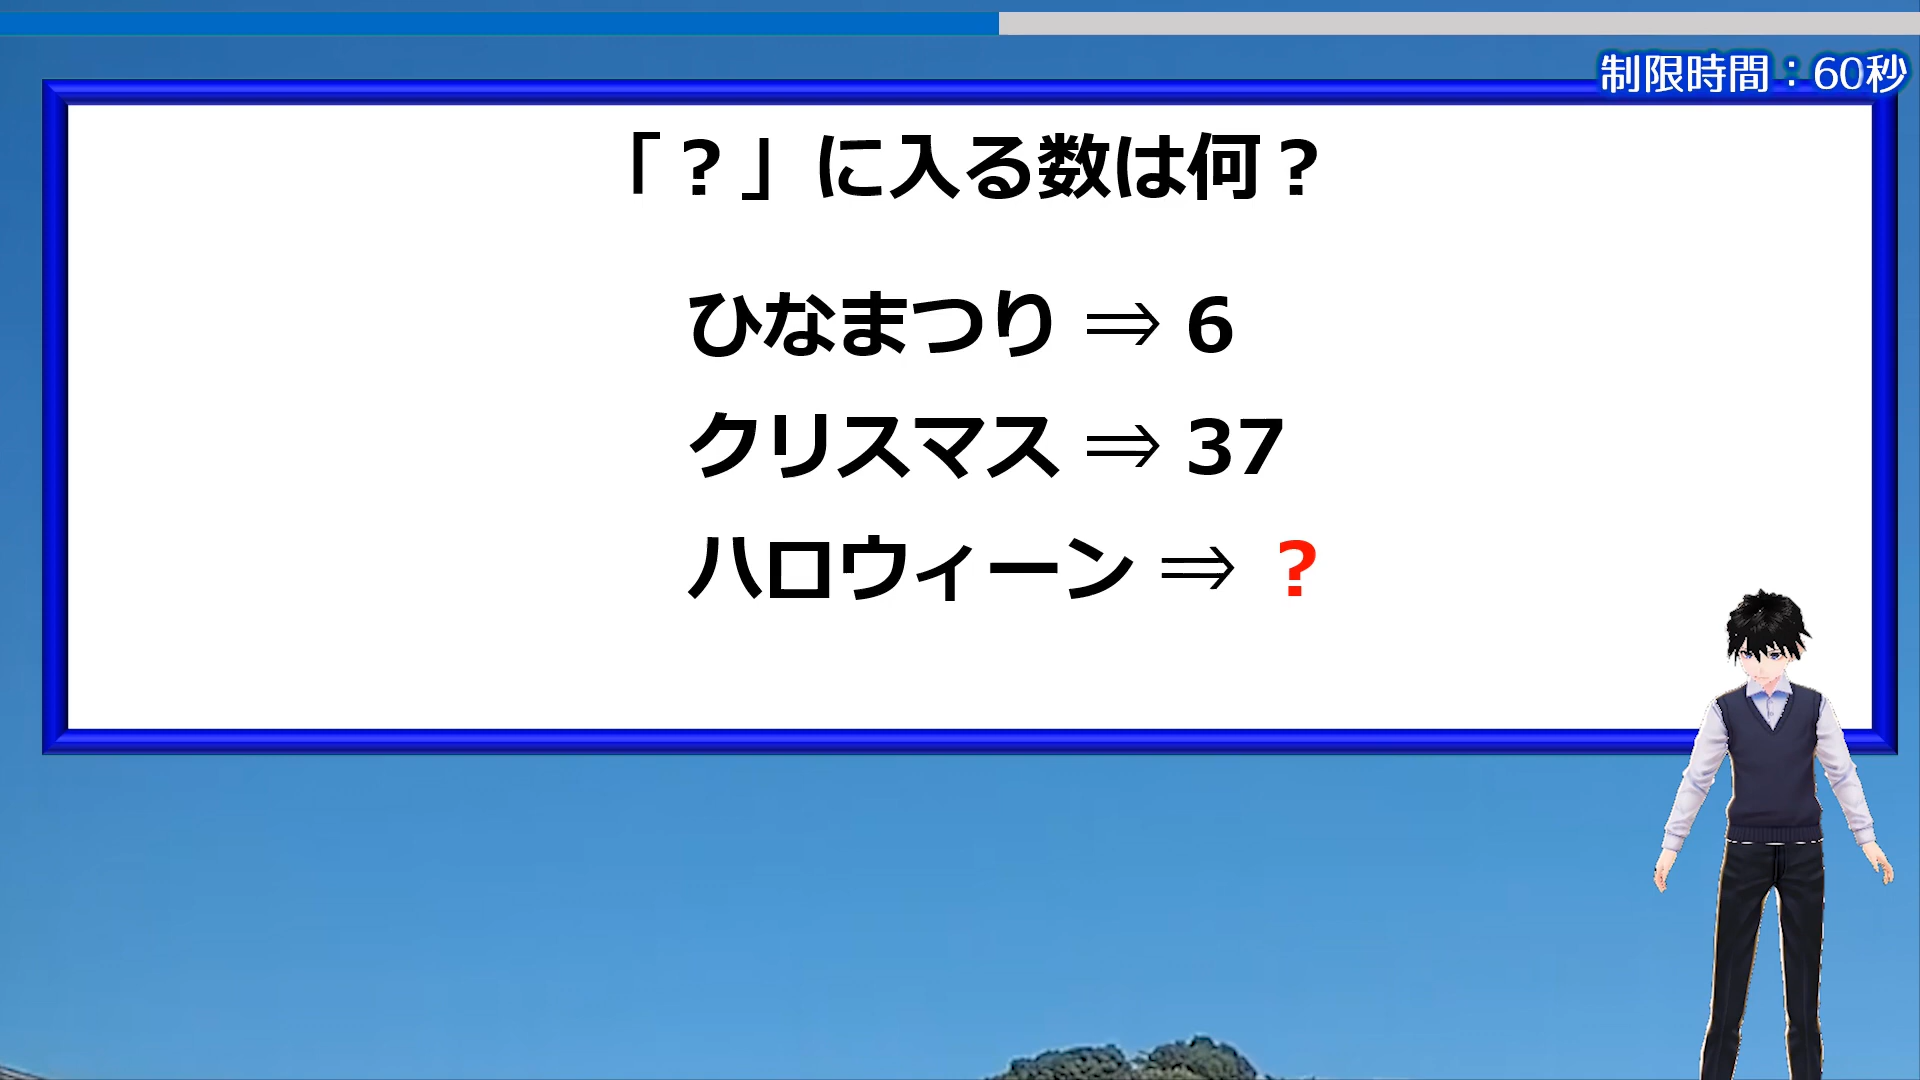 制限時間：60秒
「？」に入る数は何？
ひなまつり ⇒ 6
クリスマス ⇒ 37
ハロウィーン ⇒ ？